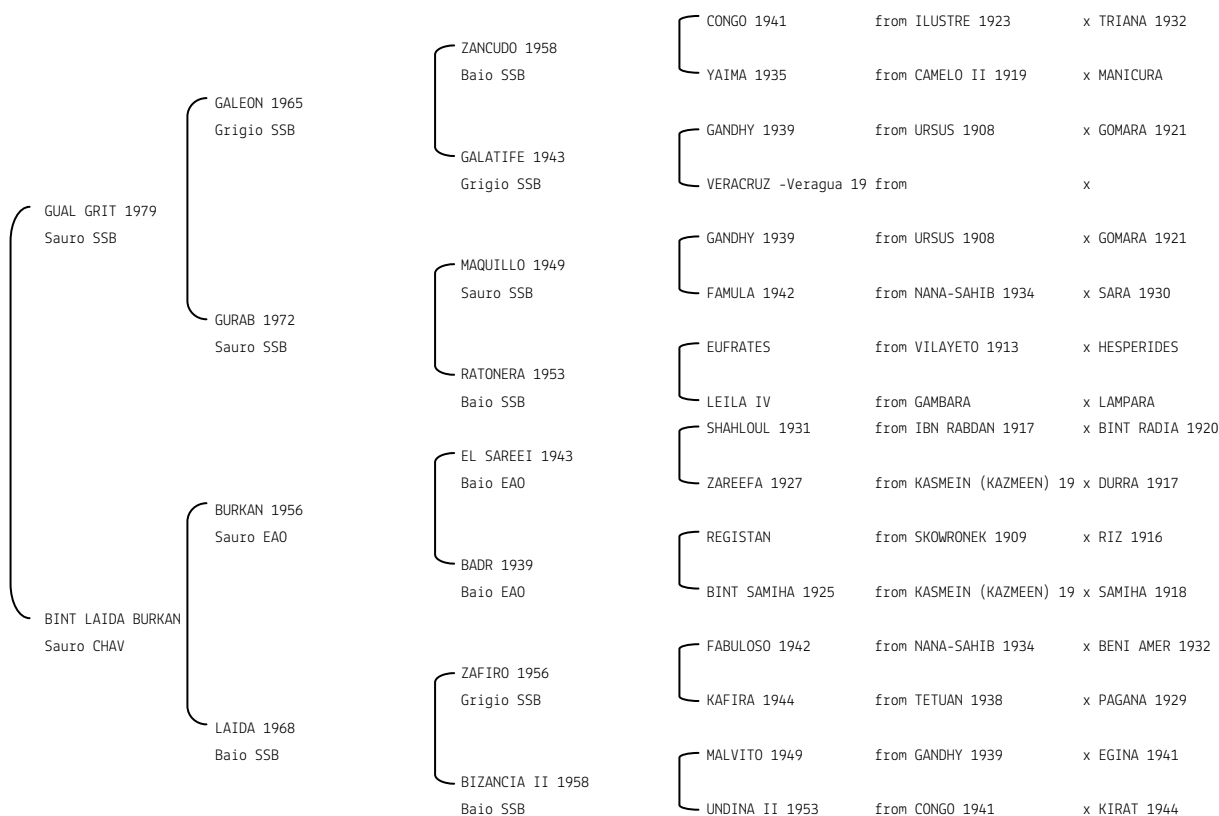 CONGO 1941 from ILUSTRE 1923 x TRIANA 1932
ZANCUDO 1958
Baio SSB
YAIMA 1935 from CAMELO II 1919 x MANICURA
GALEON 1965
Grigio SSB
GANDHY 1939 from URSUS 1908 x GOMARA 1921
GALATIFE 1943
Grigio SSB
VERACRUZ -Veragua 19 from x
GUAL GRIT 1979
Sauro SSB
GANDHY 1939 from URSUS 1908 x GOMARA 1921
MAQUILLO 1949
Sauro SSB
FAMULA 1942 from NANA-SAHIB 1934 x SARA 1930
GURAB 1972
Sauro SSB
EUFRATES from VILAYETO 1913 x HESPERIDES
RATONERA 1953
Baio SSB
LEILA IV from GAMBARA x LAMPARA
SHAHLOUL 1931 from IBN RABDAN 1917 x BINT RADIA 1920
EL SAREEI 1943
Baio EAO
ZAREEFA 1927 from KASMEIN (KAZMEEN) 19 x DURRA 1917
BURKAN 1956
Sauro EAO
REGISTAN from SKOWRONEK 1909 x RIZ 1916
BADR 1939
Baio EAO
BINT SAMIHA 1925 from KASMEIN (KAZMEEN) 19 x SAMIHA 1918
BINT LAIDA BURKAN
Sauro CHAV
FABULOSO 1942 from NANA-SAHIB 1934 x BENI AMER 1932
ZAFIRO 1956
Grigio SSB
KAFIRA 1944 from TETUAN 1938 x PAGANA 1929
LAIDA 1968
Baio SSB
MALVITO 1949 from GANDHY 1939 x EGINA 1941
BIZANCIA II 1958
Baio SSB
UNDINA II 1953 from CONGO 1941 x KIRAT 1944